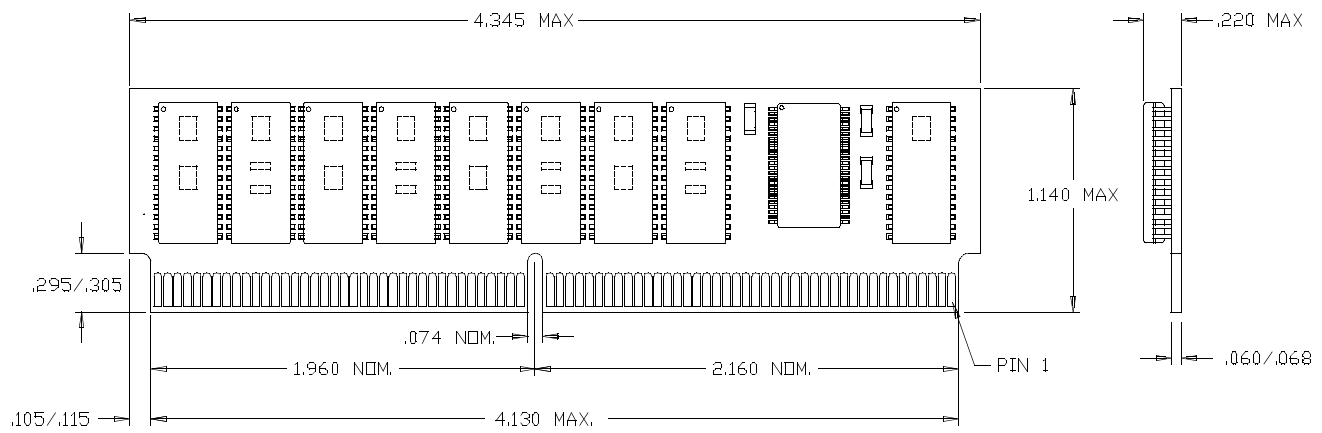 4.345 MAX
.220 MAX
1.140 MAX
.295/.305
.074 NOM.
PIN 1
.060/.068
1.960 NOM.
2.160 NOM.
.105/.115
4.130 MAX.